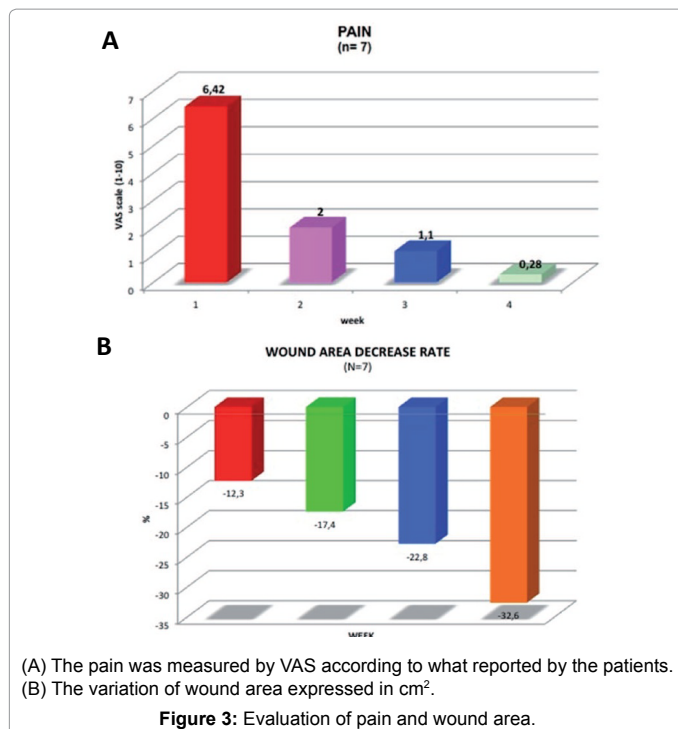 A
PAIN
(n= 7)
6,42
2
1,1
0,28
VAS scale (1-10)
7
6
5
4
3
2
1
0
1 2 3 4
week
B
WOUND AREA DECREASE RATE
(N=7)
0
-5
-10
-15
-20
-25
-30
-35
%
-12,3
-17,4
-22,8
-32,6
WEEK
(A) The pain was measured by VAS according to what reported by the patients.
(B) The variation of wound area expressed in cm².
Figure 3: Evaluation of pain and wound area.